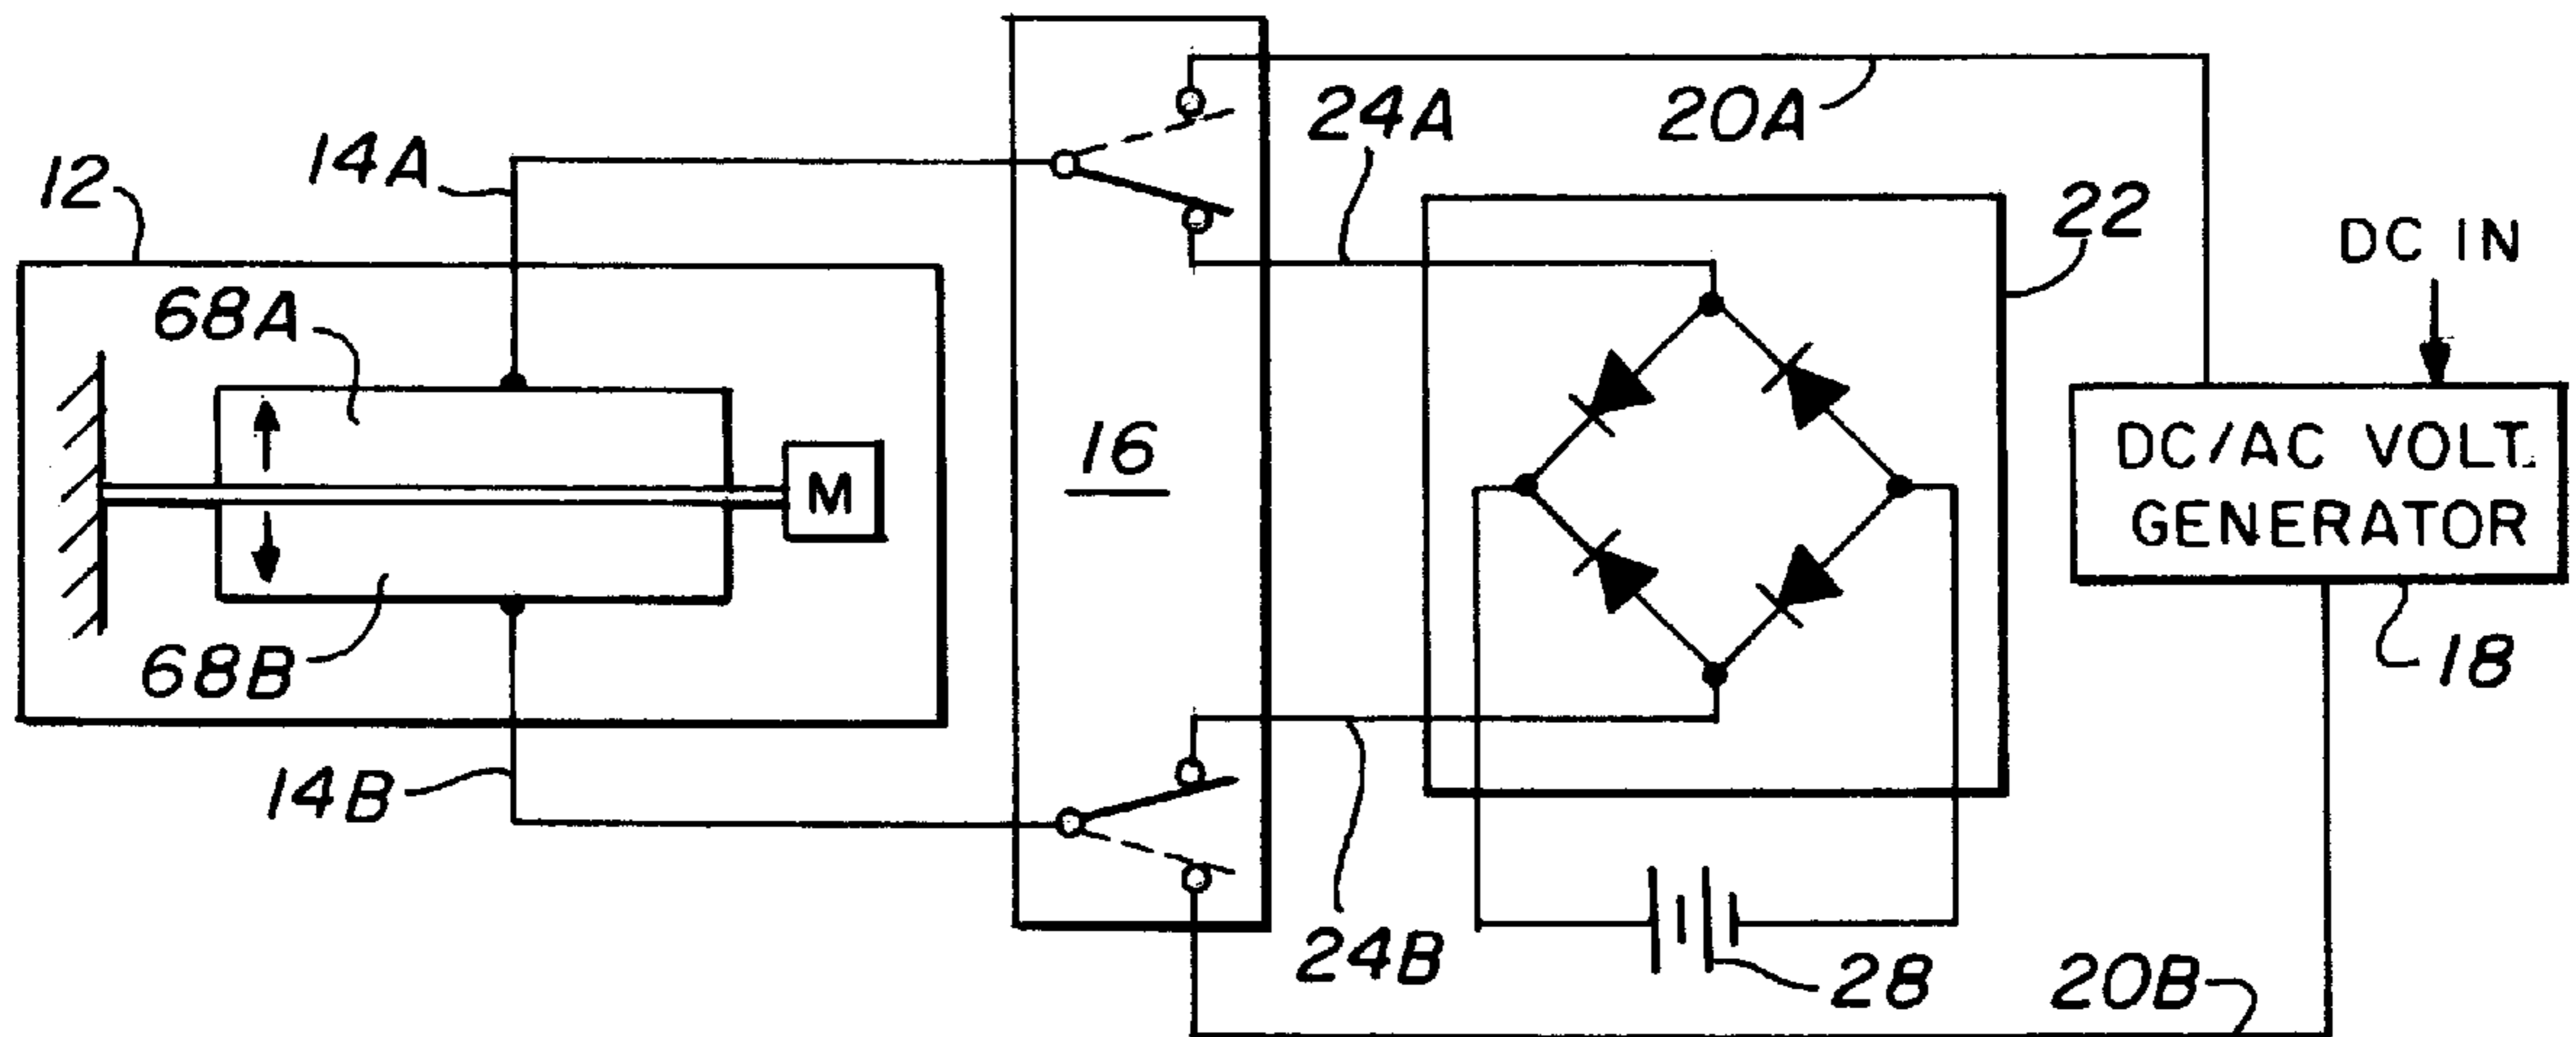 12
14A
24A
20A
22
DC IN
68A
16
M
DC/AC VOLT.
GENERATOR
18
68B
14B
24B
28
20B